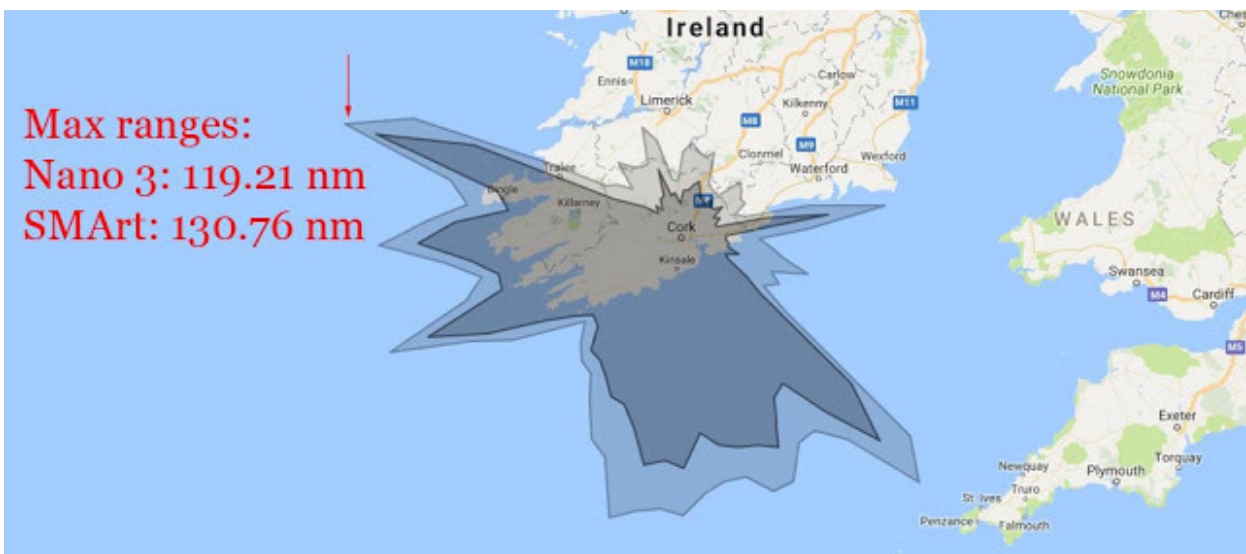 Ireland
Ches
M18
Snowdonia
National Park
Ennis
Carlow
Limerick
Kilkenny
M11
Max ranges:
M8
M9
Clonmel
Wexford
Tralee
Waterford
Nano 3: 119.21 nm
Dingle
Killarney
SMArt: 130.76 nm
WALES
Cork
Kinsale
Swansea
M4
Cardiff
M5
Exeter
Newquay
Plymouth
Torquay
St Ives
Truro
Penzance
Falmouth